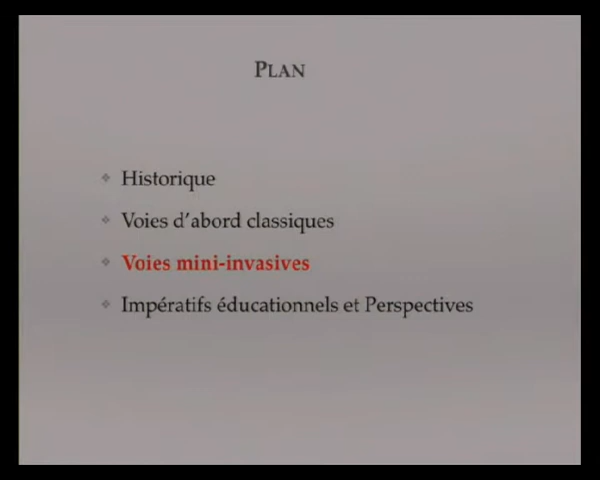 PLAN
Historique
Voies d'abord classiques
Voies mini-invasives
Impératifs éducationnels et Perspectives